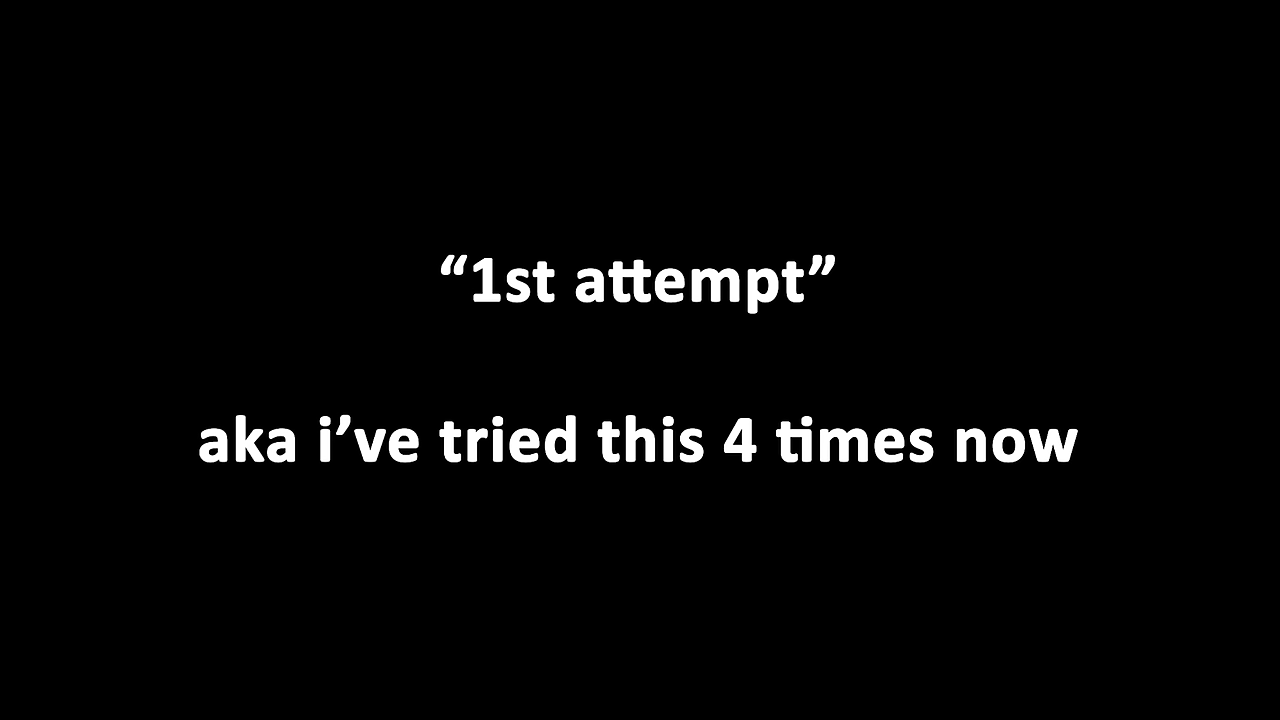 “1st attempt”
aka i’ve tried this 4 times now